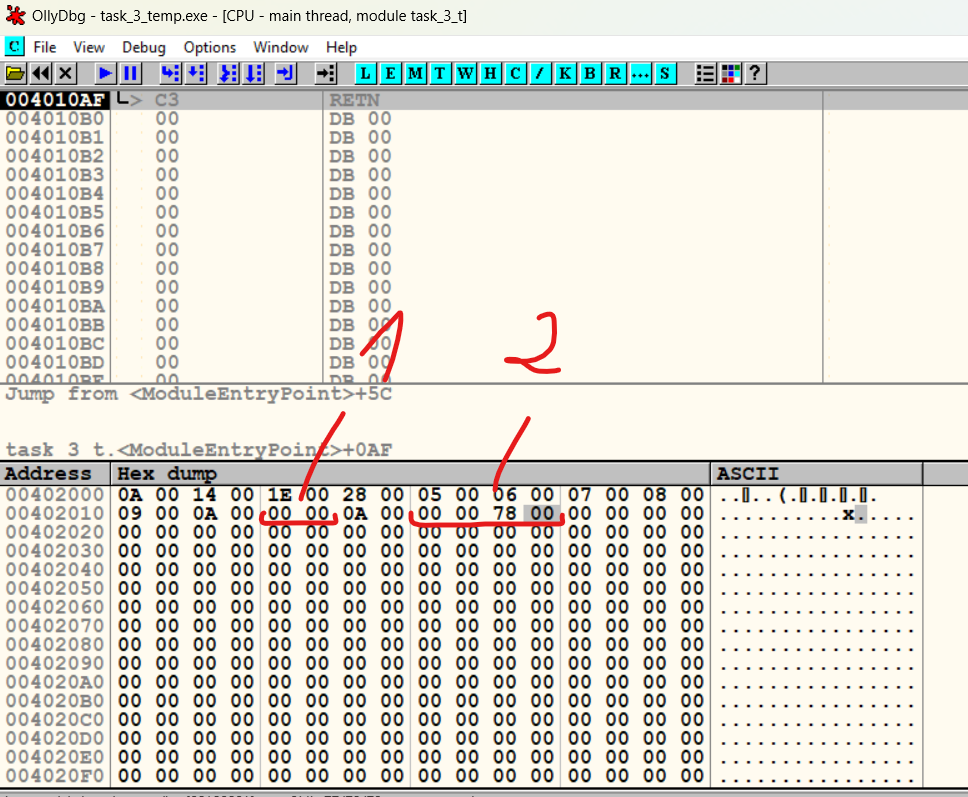 OllyDbg - task_3_temp.exe - [CPU - main thread, module task_3_t]
C File View Debug Options Window Help
L E M T W H C / K B R ... S ?
004010AF > C3 RETN
004010B0 00 DB 00
004010B1 00 DB 00
004010B2 00 DB 00
004010B3 00 DB 00
004010B4 00 DB 00
004010B5 00 DB 00
004010B6 00 DB 00
004010B7 00 DB 00
004010B8 00 DB 00
004010B9 00 DB 00
004010BA 00 DB 00
004010BB 00 DB 00
004010BC 00 DB 00
004010BD 00 DB 00
004010BE 00 DB 00
1 2
Jump from <ModuleEntryPoint>+5C
task_3_t.<ModuleEntryPoint>+0AF
Address Hex dump ASCII
00402000 0A 00 14 00 1E 00 28 00 05 00 06 00 07 00 08 00 ..▯..(.▯.▯.▯.▯.
00402010 09 00 0A 00 00 00 0A 00 00 00 78 00 00 00 00 00 ..........x.....
00402020 00 00 00 00 00 00 00 00 00 00 00 00 00 00 00 00 ................
00402030 00 00 00 00 00 00 00 00 00 00 00 00 00 00 00 00 ................
00402040 00 00 00 00 00 00 00 00 00 00 00 00 00 00 00 00 ................
00402050 00 00 00 00 00 00 00 00 00 00 00 00 00 00 00 00 ................
00402060 00 00 00 00 00 00 00 00 00 00 00 00 00 00 00 00 ................
00402070 00 00 00 00 00 00 00 00 00 00 00 00 00 00 00 00 ................
00402080 00 00 00 00 00 00 00 00 00 00 00 00 00 00 00 00 ................
00402090 00 00 00 00 00 00 00 00 00 00 00 00 00 00 00 00 ................
004020A0 00 00 00 00 00 00 00 00 00 00 00 00 00 00 00 00 ................
004020B0 00 00 00 00 00 00 00 00 00 00 00 00 00 00 00 00 ................
004020C0 00 00 00 00 00 00 00 00 00 00 00 00 00 00 00 00 ................
004020D0 00 00 00 00 00 00 00 00 00 00 00 00 00 00 00 00 ................
004020E0 00 00 00 00 00 00 00 00 00 00 00 00 00 00 00 00 ................
004020F0 00 00 00 00 00 00 00 00 00 00 00 00 00 00 00 00 ................